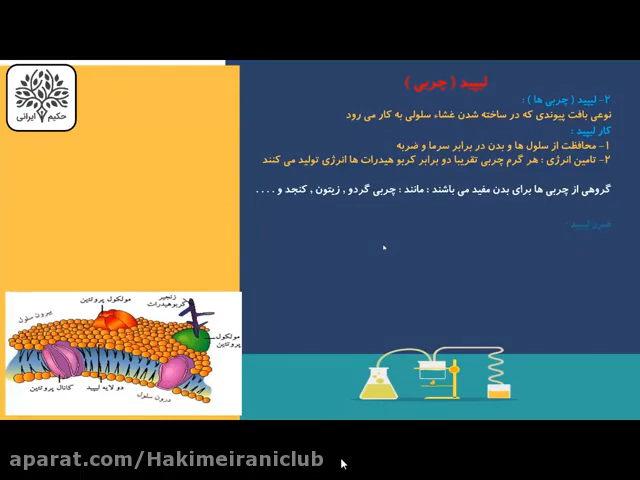 حکیم ایرانی
لیپید ( چربی )
۲- لیپید ( چربی ها ) :
نوعی بافت پیوندی که در ساخته شدن غشاء سلولی به کار می رود
کار لیپید :
۱- محافظت از سلول ها و بدن در برابر سرما و ضربه
۲- تامین انرژی : هر گرم چربی تقریبا دو برابر کربو هیدرات ها انرژی تولید می کنند
گروهی از چربی ها برای بدن مفید می باشند : مانند : چربی گردو , زیتون , کنجد و . . . .
ضرر لیپید :
زنجیر
کربوهیدرات
مولکول پروتئین
بیرون سلول
مولکول
پروتئین
کانال پروتئین
دو لایه لیپید
درون سلول
aparat.com/Hakimeiraniclub